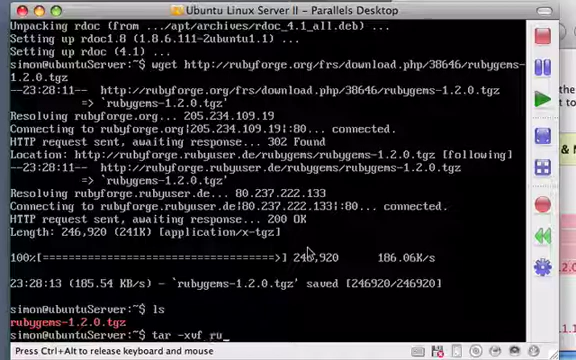 Ubuntu Linux Server II - Parallels Desktop
Unpacking rdoc (from .../apt/archives/rdoc_4.1_all.deb) ...
Setting up rdoc1.8 (1.8.6.111-2ubuntu1.1) ...
Setting up rdoc (4.1) ...
simon@ubuntuServer:~$ wget http://rubyforge.org/frs/download.php/38646/rubygems-
1.2.0.tgz
--23:28:11--  http://rubyforge.org/frs/download.php/38646/rubygems-1.2.0.tgz
=> `rubygems-1.2.0.tgz'
Resolving rubyforge.org... 205.234.109.19
Connecting to rubyforge.org|205.234.109.19|:80... connected.
HTTP request sent, awaiting response... 302 Found
Location: http://rubyforge.rubyuser.de/rubygems/rubygems-1.2.0.tgz [following]
--23:28:11--  http://rubyforge.rubyuser.de/rubygems/rubygems-1.2.0.tgz
=> `rubygems-1.2.0.tgz'
Resolving rubyforge.rubyuser.de... 80.237.222.133
Connecting to rubyforge.rubyuser.de|80.237.222.133|:80... connected.
HTTP request sent, awaiting response... 200 OK
Length: 246,920 (241K) [application/x-tgz]
100%[====================================>] 246,920 186.06K/s
23:28:13 (185.54 KB/s) - `rubygems-1.2.0.tgz' saved [246920/246920]
simon@ubuntuServer:~$ ls
rubygems-1.2.0.tgz
simon@ubuntuServer:~$ tar -xvf ru_
Press Ctrl+Alt to release keyboard and mouse